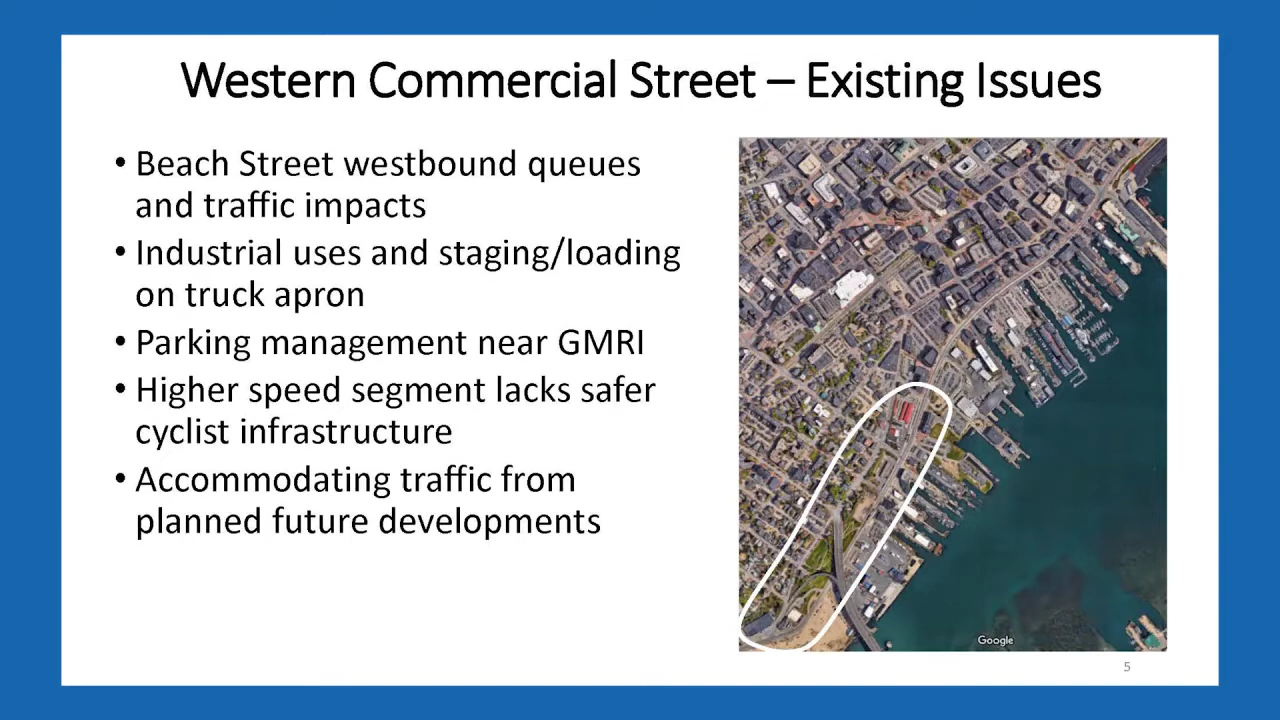 Western Commercial Street – Existing Issues
• Beach Street westbound queues
and traffic impacts
• Industrial uses and staging/loading
on truck apron
• Parking management near GMRI
• Higher speed segment lacks safer
cyclist infrastructure
• Accommodating traffic from
planned future developments
Google
5